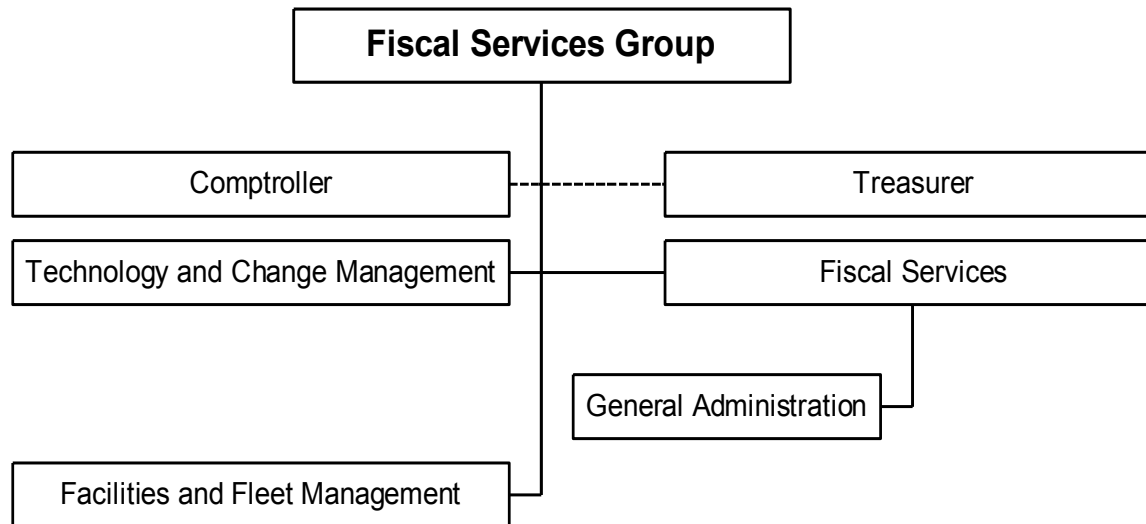 Fiscal Services Group
Comptroller
Treasurer
Technology and Change Management
Fiscal Services
General Administration
Facilities and Fleet Management